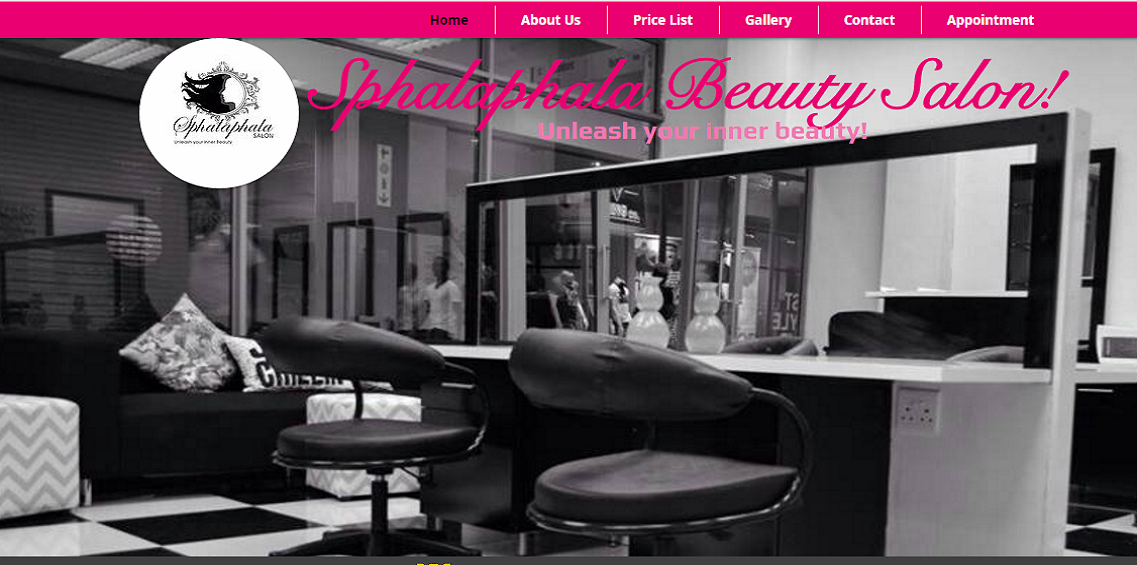 Home About Us Price List Gallery Contact Appointment
Sphalaphala Beauty Salon!
Unleash your inner beauty!
Sphalaphala
SALON
Unleash your inner Beauty